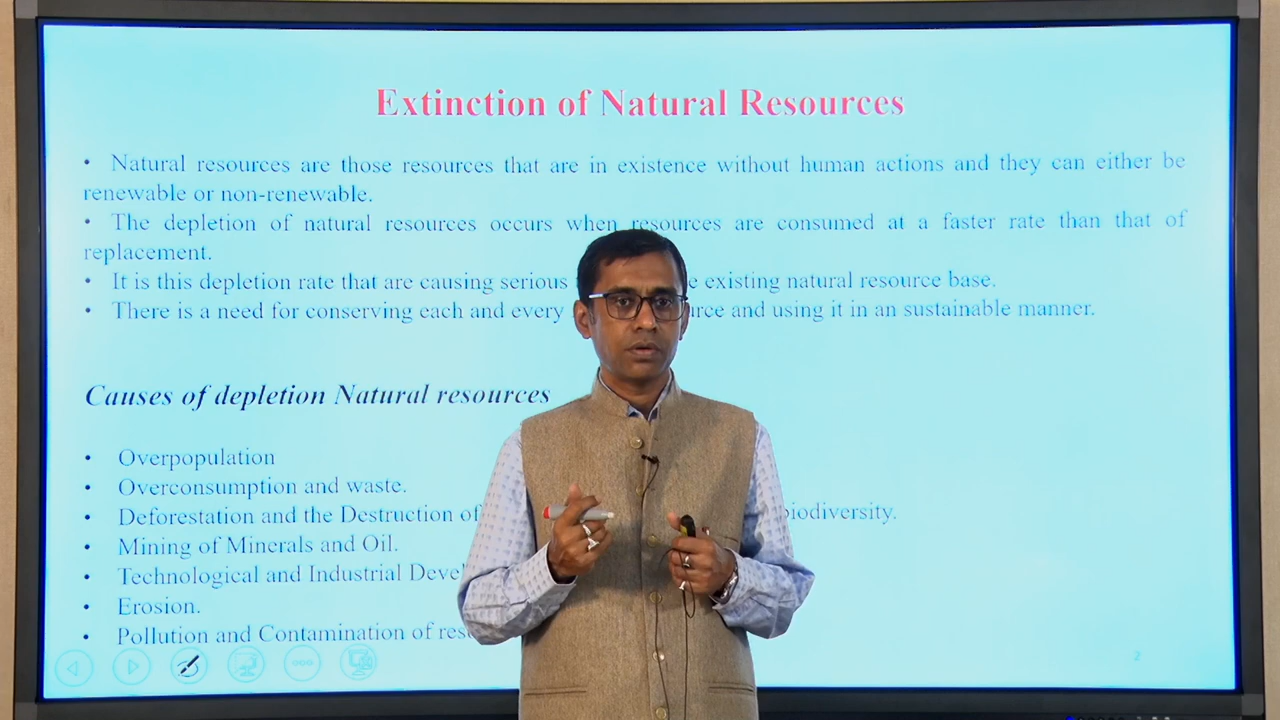 Extinction of Natural Resources
• Natural resources are those resources that are in existence without human actions and they can either be
renewable or non-renewable.
• The depletion of natural resources occurs when resources are consumed at a faster rate than that of
replacement.
• It is this depletion rate that are causing serious existing natural resource base.
• There is a need for conserving each and every and using it in an sustainable manner.
Causes of depletion Natural resources
• Overpopulation
• Overconsumption and waste.
• Deforestation and the Destruction of biodiversity.
• Mining of Minerals and Oil.
• Technological and Industrial
• Erosion.
• Pollution and Contamination of
2